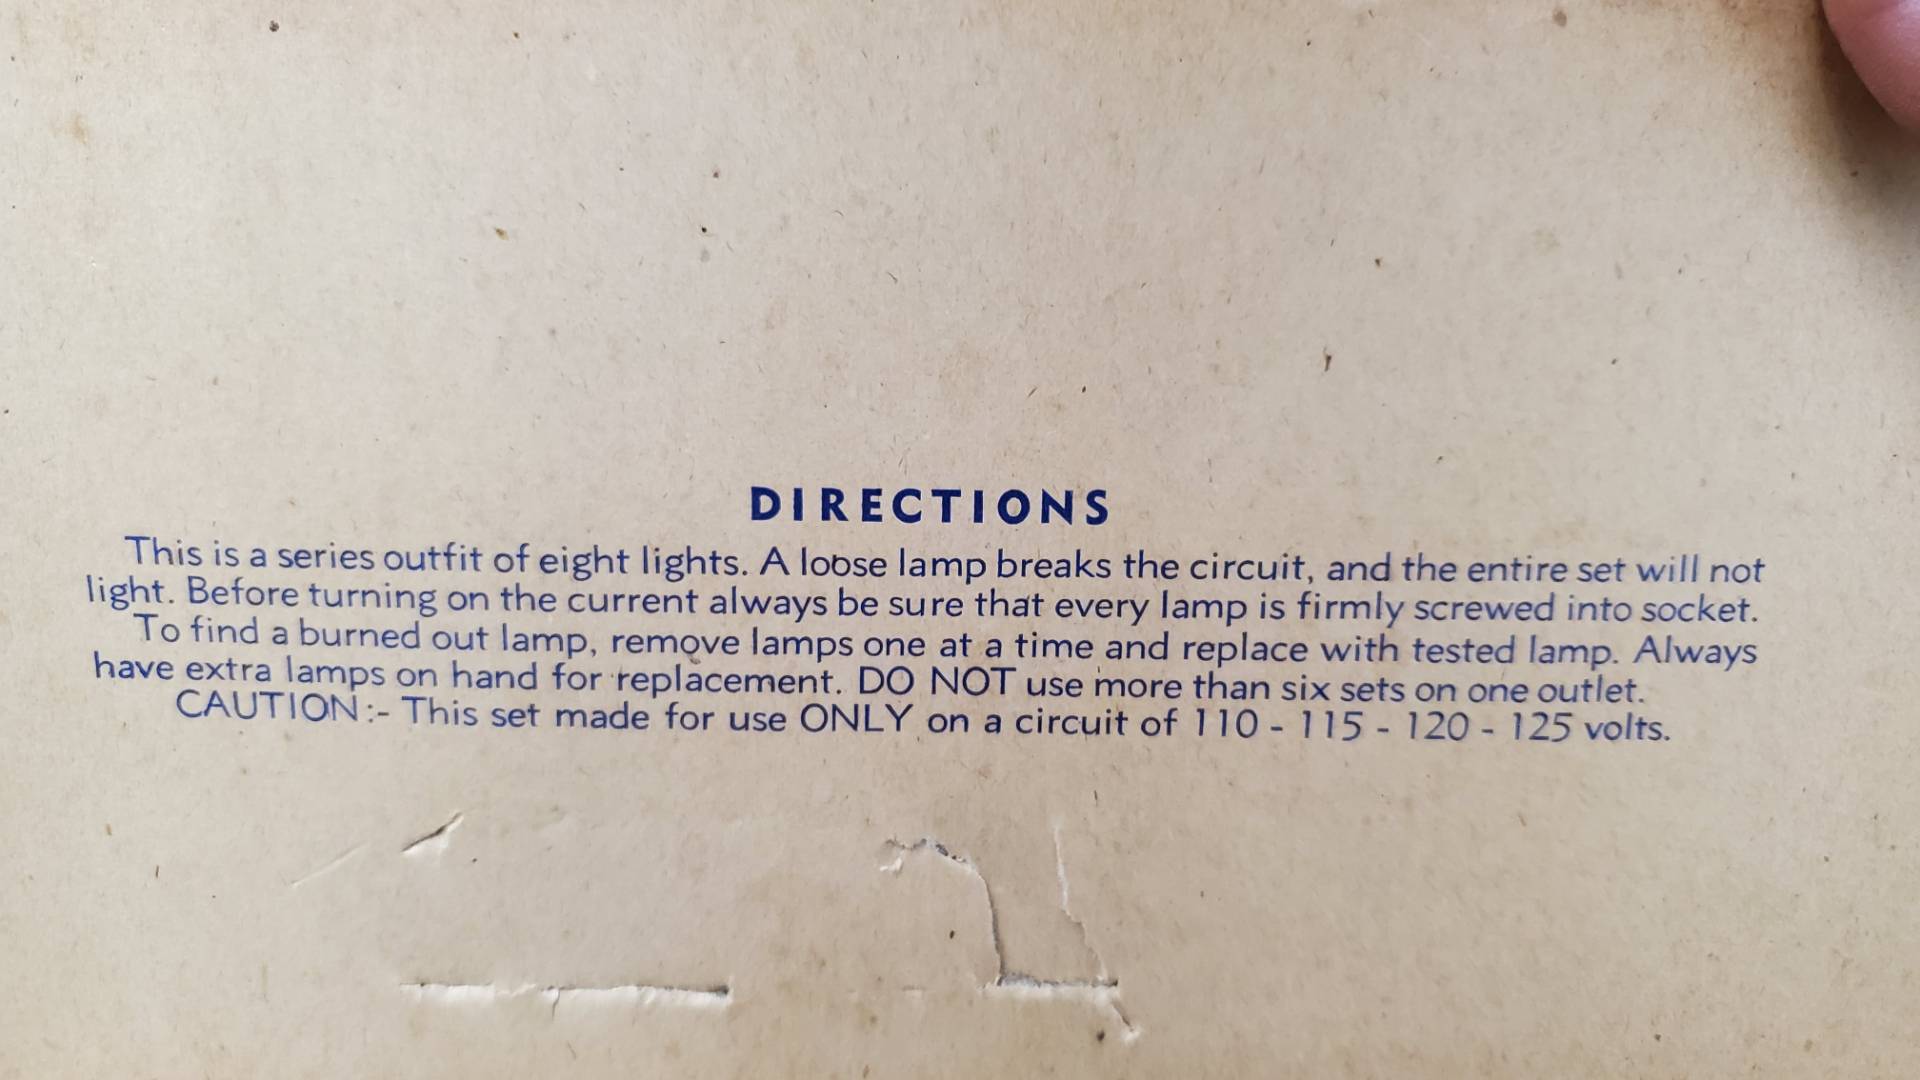 DIRECTIONS
This is a series outfit of eight lights. A loose lamp breaks the circuit, and the entire set will not
light. Before turning on the current always be sure that every lamp is firmly screwed into socket.
To find a burned out lamp, remove lamps one at a time and replace with tested lamp. Always
have extra lamps on hand for replacement. DO NOT use more than six sets on one outlet.
CAUTION:- This set made for use ONLY on a circuit of 110 - 115 - 120 - 125 volts.